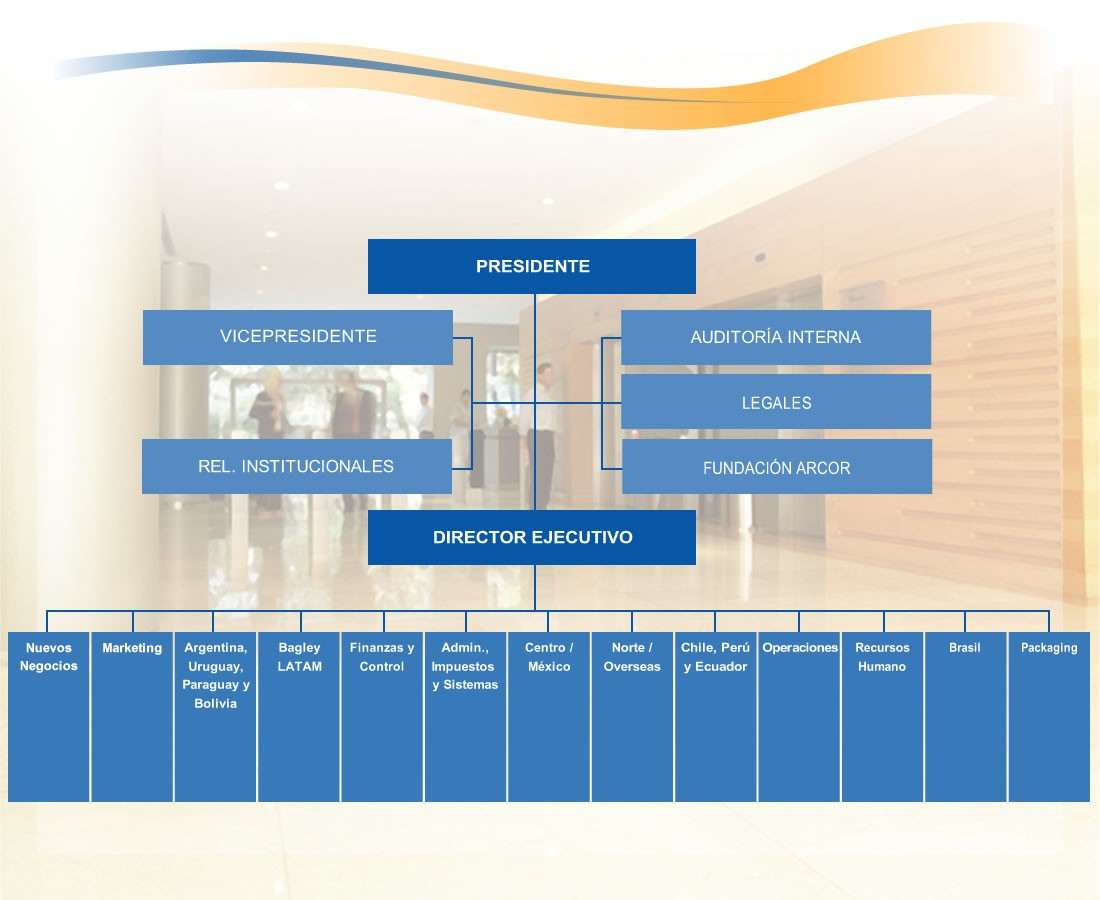 PRESIDENTE
VICEPRESIDENTE
AUDITORÍA INTERNA
LEGALES
REL. INSTITUCIONALES
FUNDACIÓN ARCOR
DIRECTOR EJECUTIVO
Nuevos
Negocios
Marketing
Argentina,
Uruguay,
Paraguay y
Bolivia
Bagley
LATAM
Finanzas y
Control
Admin.,
Impuestos
y Sistemas
Centro /
México
Norte /
Overseas
Chile, Perú
y Ecuador
Operaciones
Recursos
Humano
Brasil
Packaging